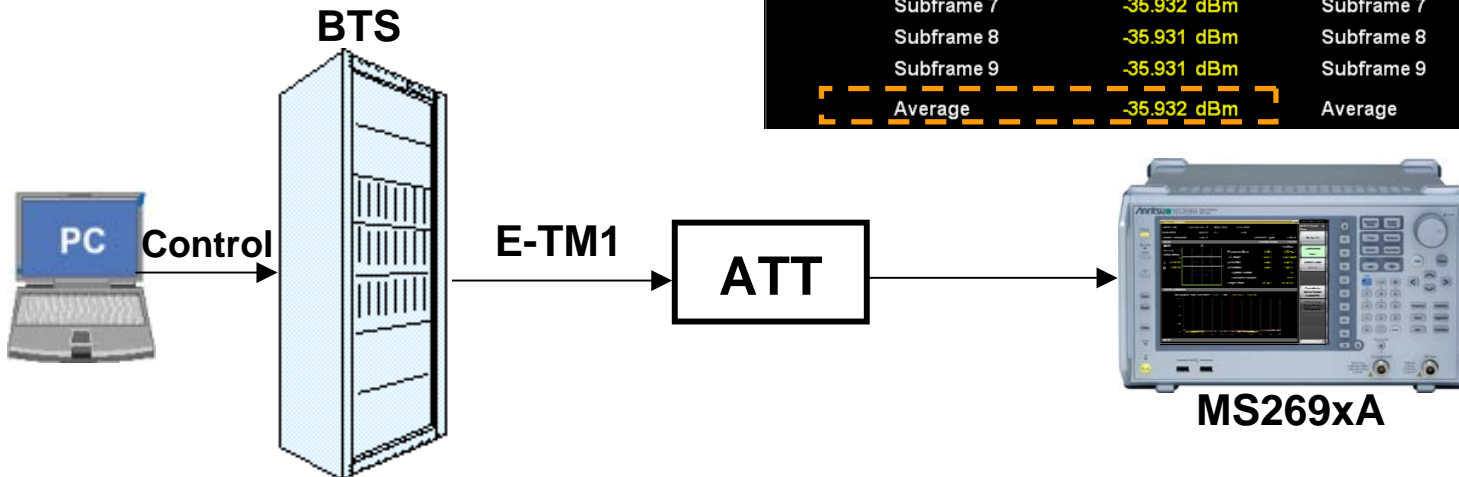 Subframe 7 -35.932 dBm Subframe 7
BTS
Subframe 8 -35.931 dBm Subframe 8
Subframe 9 -35.931 dBm Subframe 9
Average -35.932 dBm Average
Anritsu
PC
Control
E-TM1
ATT
MS269xA